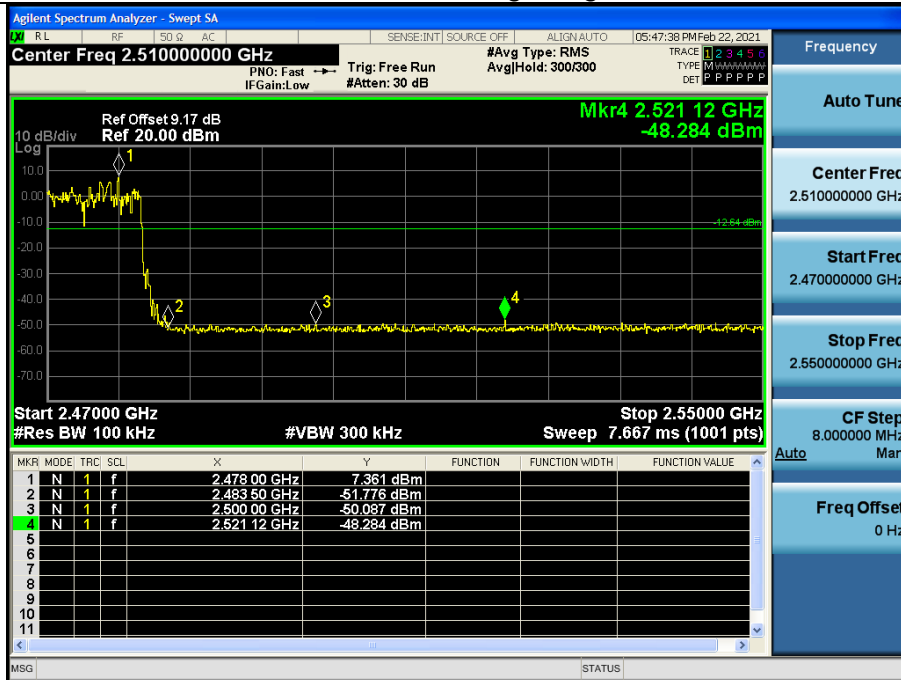 Agilent Spectrum Analyzer - Swept SA
LXI RL RF 50 Ω AC SENSE:INT SOURCE OFF ALIGN AUTO 05:47:38 PM Feb 22, 2021
Center Freq 2.510000000 GHz
PNO: Fast
IFGain:Low
Trig: Free Run
#Atten: 30 dB
#Avg Type: RMS
Avg|Hold: 300/300
TRACE 1 2 3 4 5 6
TYPE M W W W W W
DET P P P P P P
Mkr4 2.521 12 GHz
-48.284 dBm
Ref Offset 9.17 dB
10 dB/div Ref 20.00 dBm
Log
10.0
0.00
-10.0
-20.0
-30.0
-40.0
-50.0
-60.0
-70.0
1
2
3
4
-12.64 dBm
Start 2.47000 GHz Stop 2.55000 GHz
#Res BW 100 kHz #VBW 300 kHz Sweep 7.667 ms (1001 pts)
MKR MODE TRC SCL X Y FUNCTION FUNCTION WIDTH FUNCTION VALUE
1 N 1 f 2.478 00 GHz 7.361 dBm
2 N 1 f 2.483 50 GHz -51.776 dBm
3 N 1 f 2.500 00 GHz -50.087 dBm
4 N 1 f 2.521 12 GHz -48.284 dBm
5
6
7
8
9
10
11
MSG STATUS
Frequency
Auto Tune
Center Freq
2.510000000 GHz
Start Freq
2.470000000 GHz
Stop Freq
2.550000000 GHz
CF Step
8.000000 MHz
Auto Man
Freq Offset
0 Hz